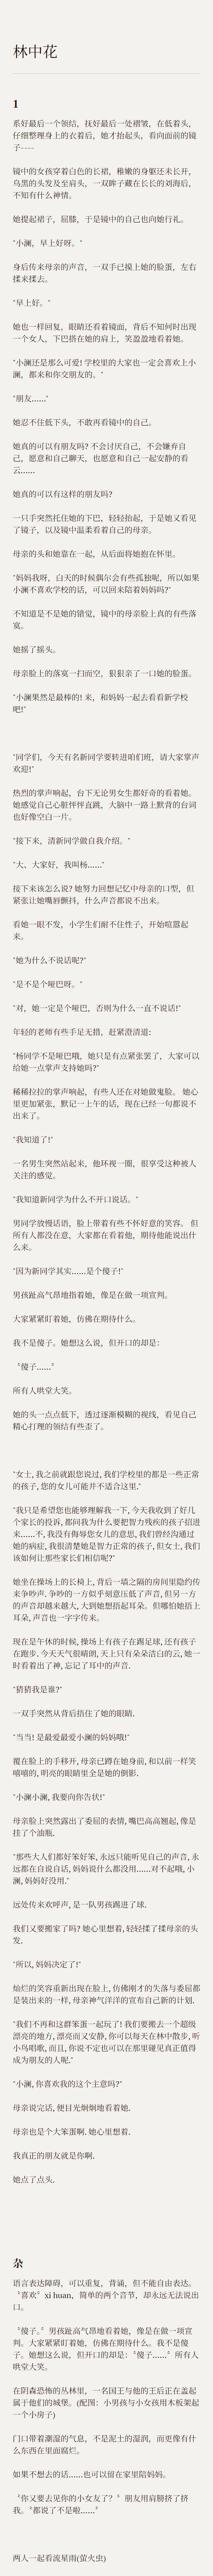 林中花
1
系好最后一个领结，抚好最后一处褶皱，在低着头，
仔细整理身上的衣着后，她才抬起头，看向面前的镜
子----
镜中的女孩穿着白色的长裙，稚嫩的身躯还未长开，
乌黑的头发及至肩头，一双眸子藏在长长的刘海后，
不知有什么神情。
她提起裙子，屈膝，于是镜中的自己也向她行礼。
"小澜，早上好呀。"
身后传来母亲的声音，一双手已摸上她的脸蛋，左右
揉来揉去。
"早上好。"
她也一样回复，眼睛还看着镜面，背后不知何时出现
一个女人，下巴搭在她的肩上，笑盈盈地看着她。
"小澜还是那么可爱! 学校里的大家也一定会喜欢上小
澜，都来和你交朋友的。"
"朋友......"
她忍不住低下头，不敢再看镜中的自己。
她真的可以有朋友吗? 不会讨厌自己，不会嫌弃自
己，愿意和自己聊天，也愿意和自己一起安静的看
云......
她真的可以有这样的朋友吗?
一只手突然托住她的下巴，轻轻抬起，于是她又看见
了镜子，以及镜中温柔看着自己的母亲。
母亲的头和她靠在一起，从后面将她抱在怀里。
"妈妈我呀，白天的时候偶尔会有些孤独呢，所以如果
小澜不喜欢学校的话，可以回来陪着妈妈吗?"
不知道是不是她的错觉，镜中的母亲脸上真的有些落
寞。
她摇了摇头。
母亲脸上的落寞一扫而空，狠狠亲了一口她的脸蛋。
"小澜果然是最棒的! 来，和妈妈一起去看看新学校
吧!"
"同学们，今天有名新同学要转进咱们班，请大家掌声
欢迎!"
热烈的掌声响起，台下无论男女生都好奇的看着她。
她感觉自己心脏怦怦直跳，大脑中一路上默背的台词
也好像空白一片。
"接下来，请新同学做自我介绍。"
"大、大家好，我叫杨......"
接下来该怎么说? 她努力回想记忆中母亲的口型，但
紧张让她嘴唇颤抖，什么声音都说不出来。
看她一眼不发，小学生们耐不住性子，开始喧嚣起
来。
"她为什么不说话呢?"
"是不是个哑巴呀。"
"对，她一定是个哑巴，否则为什么一直不说话!"
年轻的老师有些手足无措，赶紧澄清道:
"杨同学不是哑巴哦，她只是有点紧张罢了，大家可以
给她一点掌声支持她吗?"
稀稀拉拉的掌声响起，有些人还在对她做鬼脸。 她心
里更加紧张，默记一上午的话，现在已经一句都说不
出来了。
"我知道了!"
一名男生突然站起来，他环视一圈，很享受这种被人
关注的感觉。
"我知道新同学为什么不开口说话。"
男同学放慢话语，脸上带着有些不怀好意的笑容。 但
所有人都没在意，大家都在看着他，期待他能说出什
么来。
"因为新同学其实......是个傻子!"
男孩趾高气昂地指着她，像是在做一项宣判。
大家紧紧盯着她，仿佛在期待什么。
我不是傻子。她想这么说，但开口的却是:
〝傻子......〞
所有人哄堂大笑。
她的头一点点低下，透过逐渐模糊的视线，看见自己
精心打理的领结有些歪了。
"女士, 我之前就跟您说过, 我们学校里的都是一些正常
的孩子, 您的女儿可能并不适合这里."
"我只是希望您也能够理解我一下, 今天我收到了好几
个家长的投诉, 都问我为什么要把智力残疾的孩子招进
来......不, 我没有侮辱您女儿的意思, 我们曾经沟通过
她的病症, 我很清楚她是智力正常的孩子, 但女士, 我们
该如何让那些家长们相信呢?"
她坐在操场上的长椅上, 背后一墙之隔的房间里隐约传
来争吵声, 争吵的一方似乎刻意压低了声音, 但另一方
的声音却越来越大, 大到她想捂起耳朵。但哪怕她捂上
耳朵, 声音也一字字传来。
现在是午休的时候, 操场上有孩子在踢足球, 还有孩子
在跑步. 今天天气很晴朗, 天上只有朵朵洁白的云, 她一
时看着出了神, 忘记了耳中的声音.
"猜猜我是谁?"
一双手突然从背后捂住了她的眼睛.
"当当! 是最爱最爱小澜的妈妈哦!"
覆在脸上的手移开, 母亲已蹲在她身前, 和以前一样笑
嘻嘻的, 明亮的眼睛里全是她的倒影.
"小澜小澜, 我要向你告状!"
母亲脸上突然露出了委屈的表情, 嘴巴高高翘起, 像是
挂了个油瓶.
"那些大人们都好笨好笨, 永远只能听见自己的声音, 永
远都在自说自话, 妈妈说什么都没用......对不起哦, 小
澜, 妈妈好没用."
远处传来欢呼声, 是一队男孩踢进了球.
我们又要搬家了吗? 她心里想着, 轻轻揉了揉母亲的头
发.
"所以, 妈妈决定了!"
灿烂的笑容重新出现在脸上, 仿佛刚才的失落与委屈都
是装出来的一样, 母亲神气洋洋的宣布自己新的计划.
"我们不再和这群笨蛋一起玩了! 我们要搬去一个超级
漂亮的地方, 漂亮而又安静, 你可以每天在林中散步, 听
小鸟唱歌, 而且, 你说不定也可以在那里碰见真正值得
成为朋友的人呢."
"小澜, 你喜欢我的这个主意吗?"
母亲说完话, 便目光炯炯地看着她.
母亲也是个大笨蛋啊. 她心里想着.
我真正的朋友就是你啊.
她点了点头.
杂
语言表达障碍，可以重复，背诵，但不能自由表达。
〝喜欢〞xi huan，简单的两个音节，却永远无法说出
口。
〝傻子。〞男孩趾高气昂地看着她，像是在做一项宣
判。大家紧紧盯着她，仿佛在期待什么。我不是傻
子。她想这么说，但开口的却是:〝傻子......〞所有人
哄堂大笑。
在阴森恐怖的丛林里，一名国王与他的王后正在盖起
属于他们的城堡。(配图: 小男孩与小女孩用木板架起
一个小房子)
门口带着潮湿的气息，不是泥土的湿润，而更像有什
么东西在里面腐烂。
如果不想去的话......也可以留在家里陪妈妈。
〝你又要去见你的小女友了？〞朋友用肩膀挤了挤
我。〝都说了不是啦......〞
两人一起看流星雨(萤火虫)